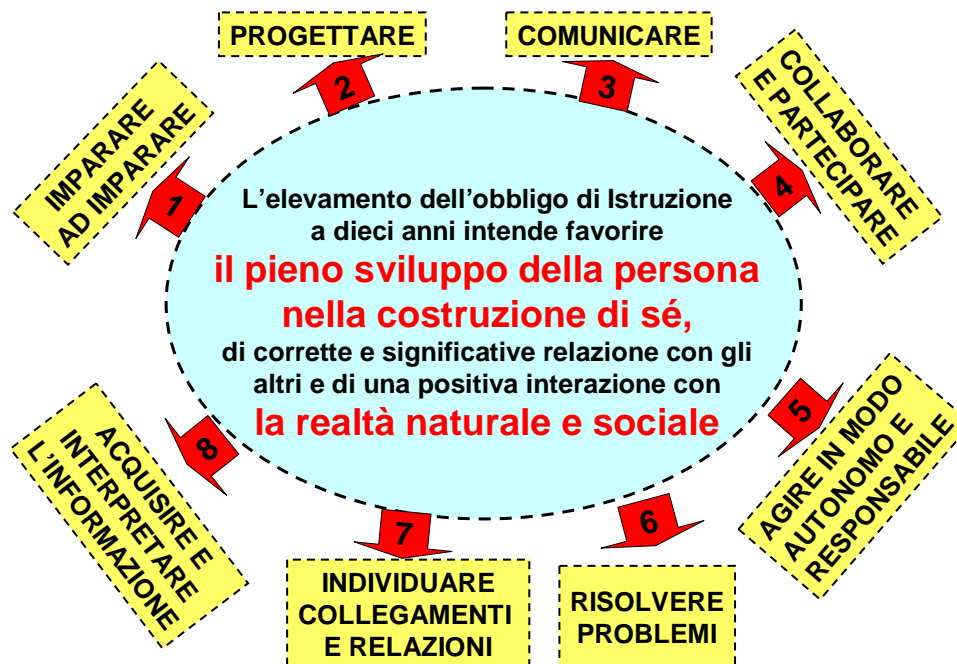 PROGETTARE
COMUNICARE
2
3
IMPARARE
AD IMPARARE
1
COLLABORARE
E PARTECIPARE
4
L'elevamento dell'obbligo di Istruzione
a dieci anni intende favorire
il pieno sviluppo della persona
nella costruzione di sé,
di corrette e significative relazione con gli
altri e di una positiva interazione con
la realtà naturale e sociale
5
AGIRE IN MODO
AUTONOMO E
RESPONSABILE
6
RISOLVERE
PROBLEMI
7
INDIVIDUARE
COLLEGAMENTI
E RELAZIONI
8
ACQUISIRE E
INTERPRETARE
L'INFORMAZIONE